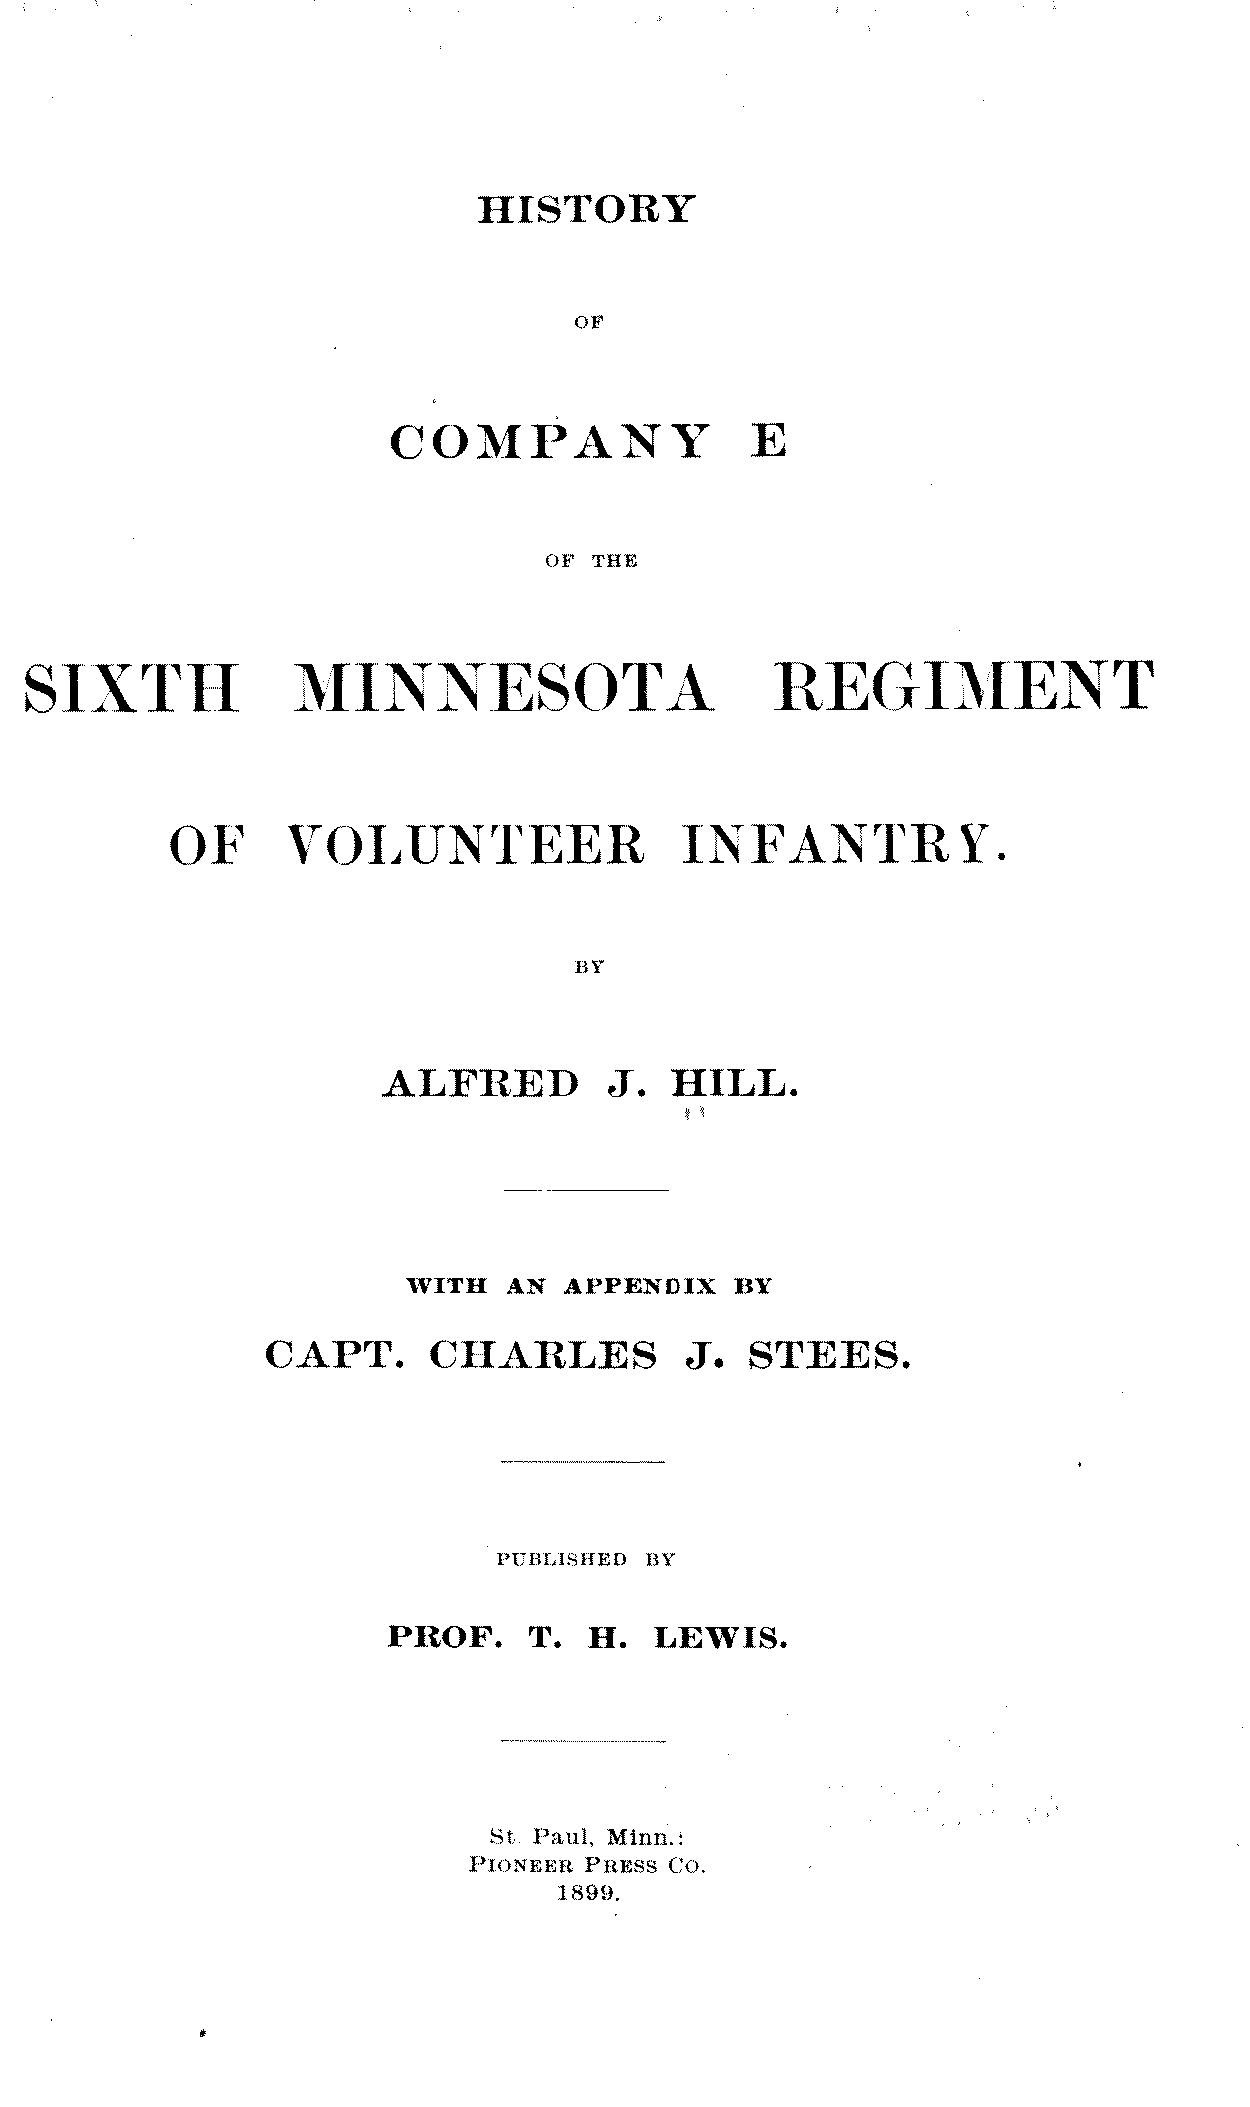 HISTORY
OF
COMPANY E
OF THE
SIXTH MINNESOTA REGIMENT
OF VOLUNTEER INFANTRY.
BY
ALFRED J. HILL.
WITH AN APPENDIX BY
CAPT. CHARLES J. STEES.
PUBLISHED BY
PROF. T. H. LEWIS.
St. Paul, Minn.:
PIONEER PRESS CO.
1899.